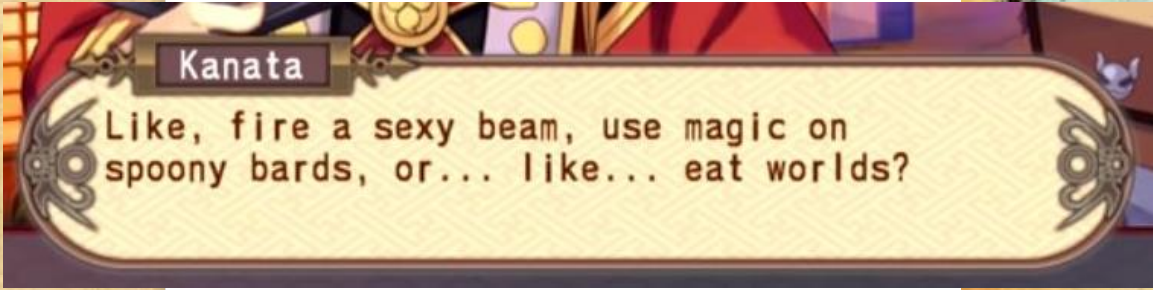 Kanata
Like, fire a sexy beam, use magic on
spoony bards, or... like... eat worlds?